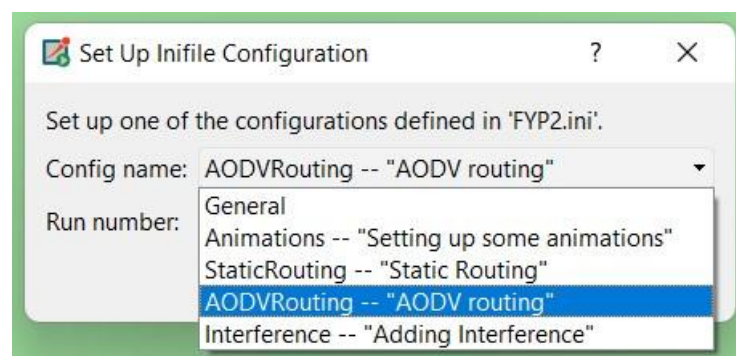 Set Up Inifile Configuration ? ✕
Set up one of the configurations defined in 'FYP2.ini'.
Config name: AODVRouting -- "AODV routing"
Run number:
General
Animations -- "Setting up some animations"
StaticRouting -- "Static Routing"
AODVRouting -- "AODV routing"
Interference -- "Adding Interference"